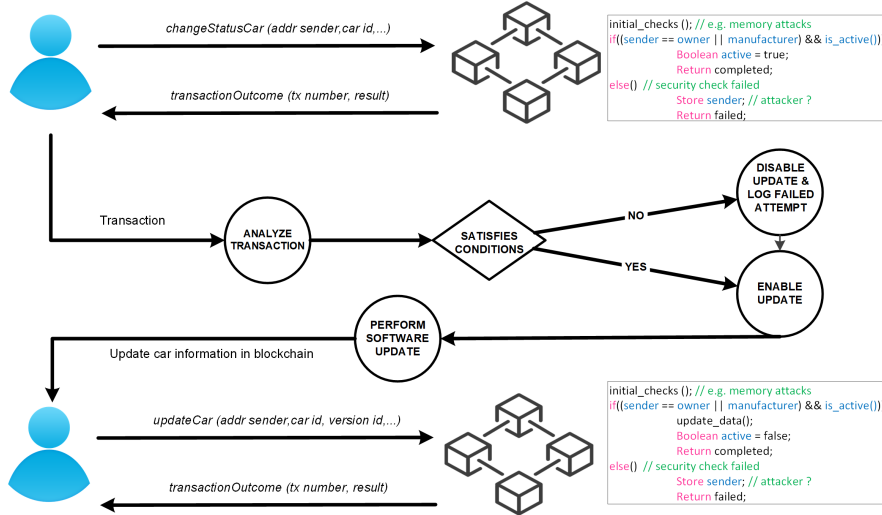 changeStatusCar (addr sender,car id,...)
transactionOutcome (tx number, result)
initial_checks (); // e.g. memory attacks
if((sender == owner || manufacturer) && is_active())
Boolean active = true;
Return completed;
else() // security check failed
Store sender; // attacker ?
Return failed;
Transaction
ANALYZE
TRANSACTION
SATISFIES
CONDITIONS
NO
YES
DISABLE
UPDATE &
LOG FAILED
ATTEMPT
ENABLE
UPDATE
PERFORM
SOFTWARE
UPDATE
Update car information in blockchain
updateCar (addr sender,car id, version id,...)
transactionOutcome (tx number, result)
initial_checks (); // e.g. memory attacks
if((sender == owner || manufacturer) && is_active())
update_data();
Boolean active = false;
Return completed;
else() // security check failed
Store sender; // attacker ?
Return failed;